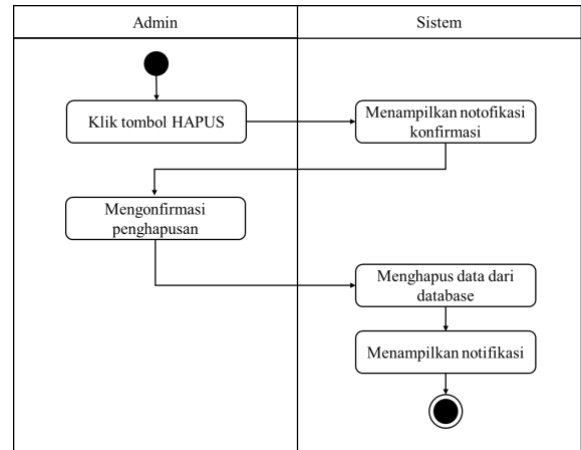 Admin
Sistem
Klik tombol HAPUS
Menampilkan notofikasi
konfirmasi
Mengonfirmasi
penghapusan
Menghapus data dari
database
Menampilkan notifikasi